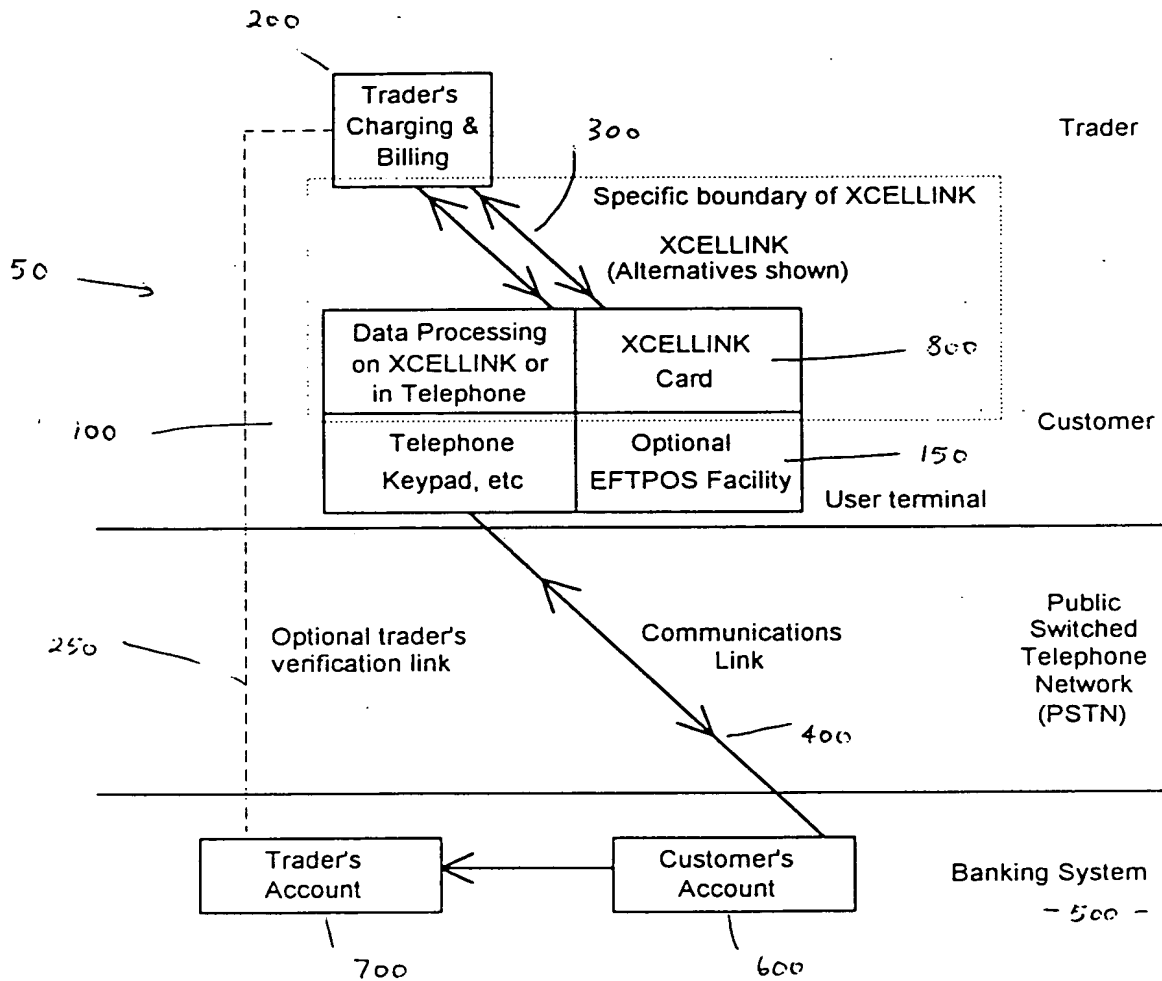 200
Trader's
Charging &
Billing
300
Trader
Specific boundary of XCELLINK
XCELLINK
(Alternatives shown)
50
Data Processing
on XCELLINK or
in Telephone
XCELLINK
Card
800
100
Customer
Telephone
Keypad, etc
Optional
EFTPOS Facility
150
User terminal
250
Optional trader's
verification link
Communications
Link
Public
Switched
Telephone
Network
(PSTN)
400
Trader's
Account
Customer's
Account
Banking System
- 500 -
700
600